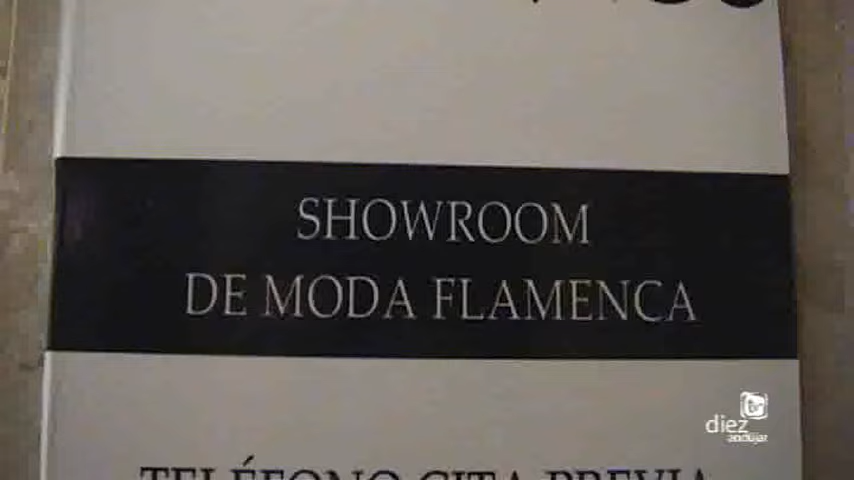 SHOWROOM
DE MODA FLAMENCA
TELÉFONO CITA PREVIA
diez
andújar